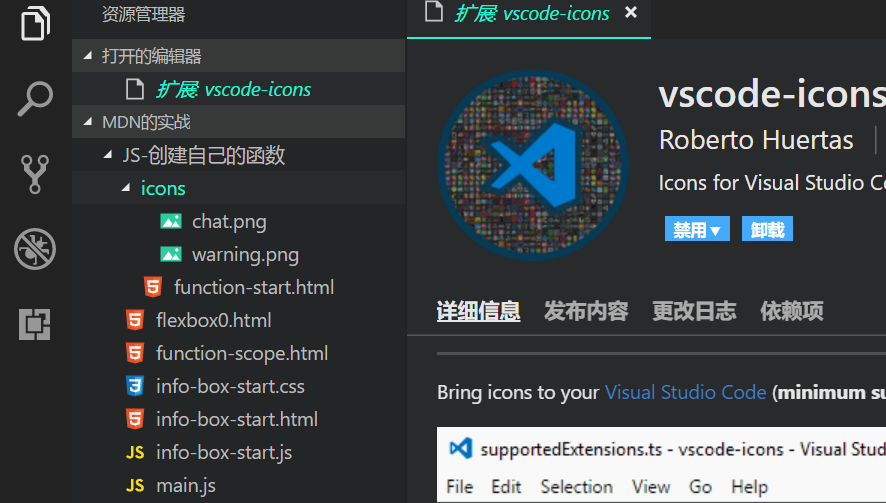 资源管理器
打开的编辑器
扩展: vscode-icons
MDN的实战
JS-创建自己的函数
icons
chat.png
warning.png
function-start.html
flexbox0.html
function-scope.html
info-box-start.css
info-box-start.html
JS info-box-start.js
JS main.js
扩展: vscode-icons
vscode-icons
Roberto Huertas
Icons for Visual Studio
禁用 卸载
详细信息 发布内容 更改日志 依赖项
Bring icons to your Visual Studio Code (minimum
supportedExtensions.ts - vscode-icons - Visual
File Edit Selection View Go Help